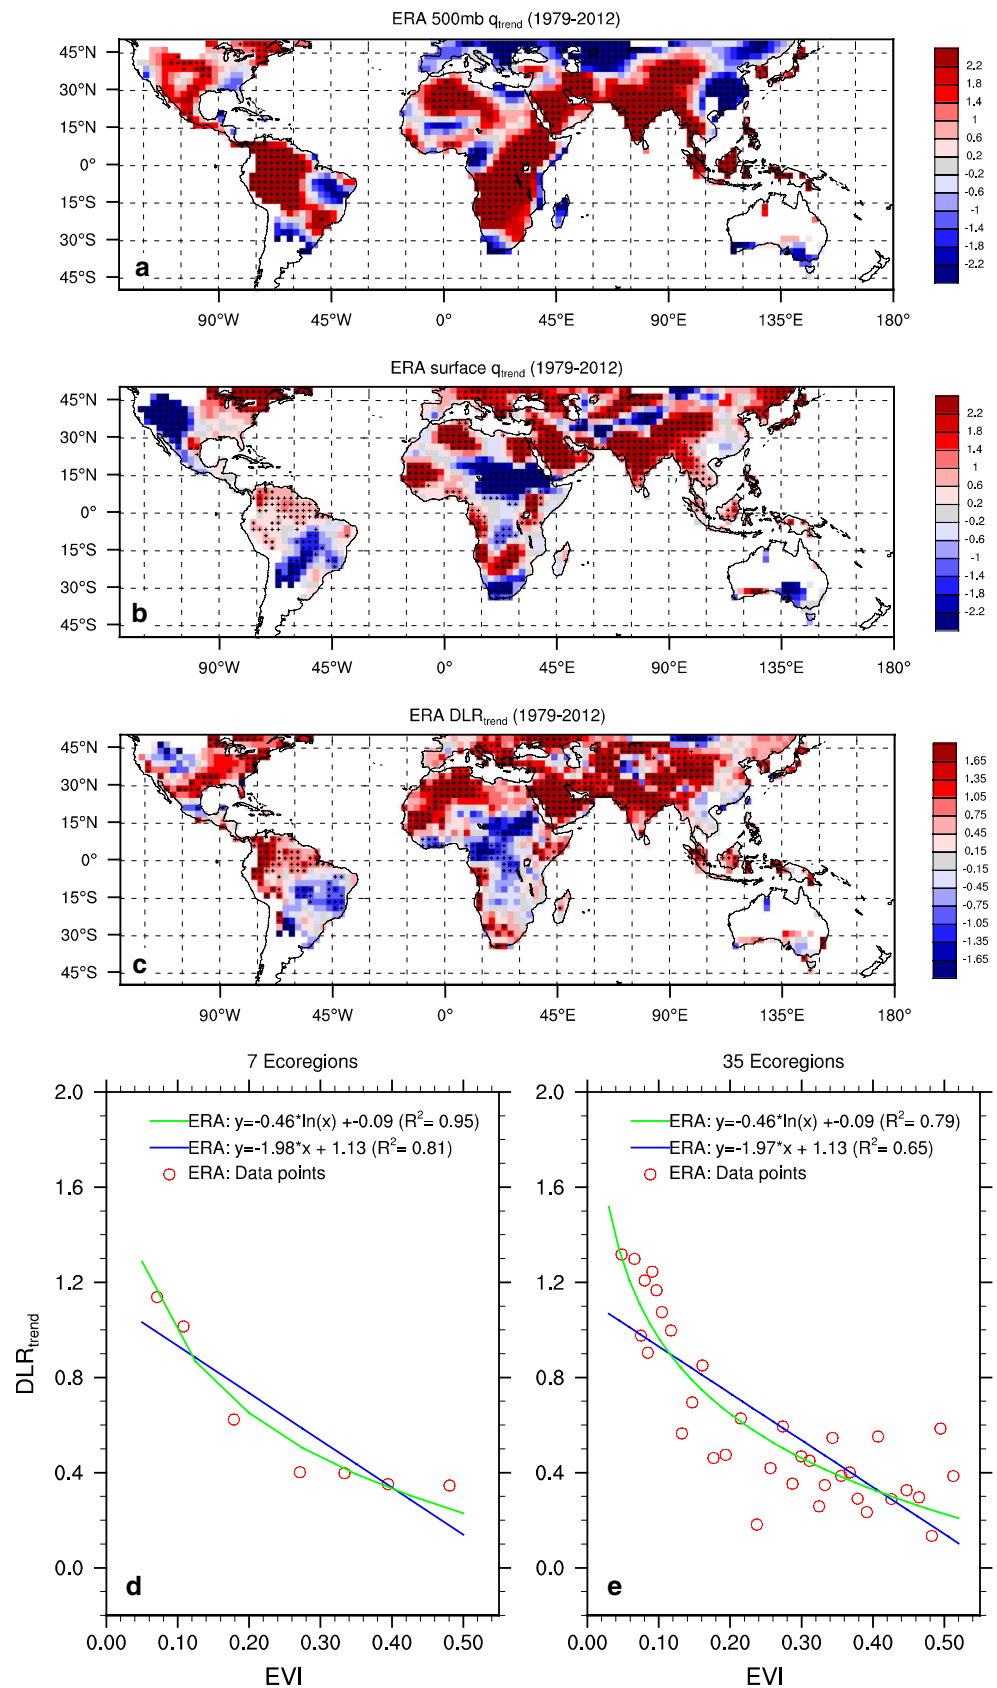 ERA 500mb qtrend (1979-2012)
45°N
30°N
15°N
0°
15°S
30°S
45°S
a
90°W
45°W
0°
45°E
90°E
135°E
180°
2.2
1.8
1.4
1
0.6
0.2
-0.2
-0.6
-1
-1.4
-1.8
-2.2
ERA surface qtrend (1979-2012)
45°N
30°N
15°N
0°
15°S
30°S
45°S
b
90°W
45°W
0°
45°E
90°E
135°E
180°
2.2
1.8
1.4
1
0.6
0.2
-0.2
-0.6
-1
-1.4
-1.8
-2.2
ERA DLRtrend (1979-2012)
45°N
30°N
15°N
0°
15°S
30°S
45°S
c
90°W
45°W
0°
45°E
90°E
135°E
180°
1.65
1.35
1.05
0.75
0.45
0.15
-0.15
-0.45
-0.75
-1.05
-1.35
-1.65
7 Ecoregions
2.0
1.6
1.2
0.8
0.4
0.0
DLRtrend
ERA: y=-0.46*ln(x) +-0.09 (R²= 0.95)
ERA: y=-1.98*x + 1.13 (R²= 0.81)
ERA: Data points
d
0.00
0.10
0.20
0.30
0.40
0.50
EVI
35 Ecoregions
2.0
1.6
1.2
0.8
0.4
0.0
ERA: y=-0.46*ln(x) +-0.09 (R²= 0.79)
ERA: y=-1.97*x + 1.13 (R²= 0.65)
ERA: Data points
e
0.00
0.10
0.20
0.30
0.40
0.50
EVI